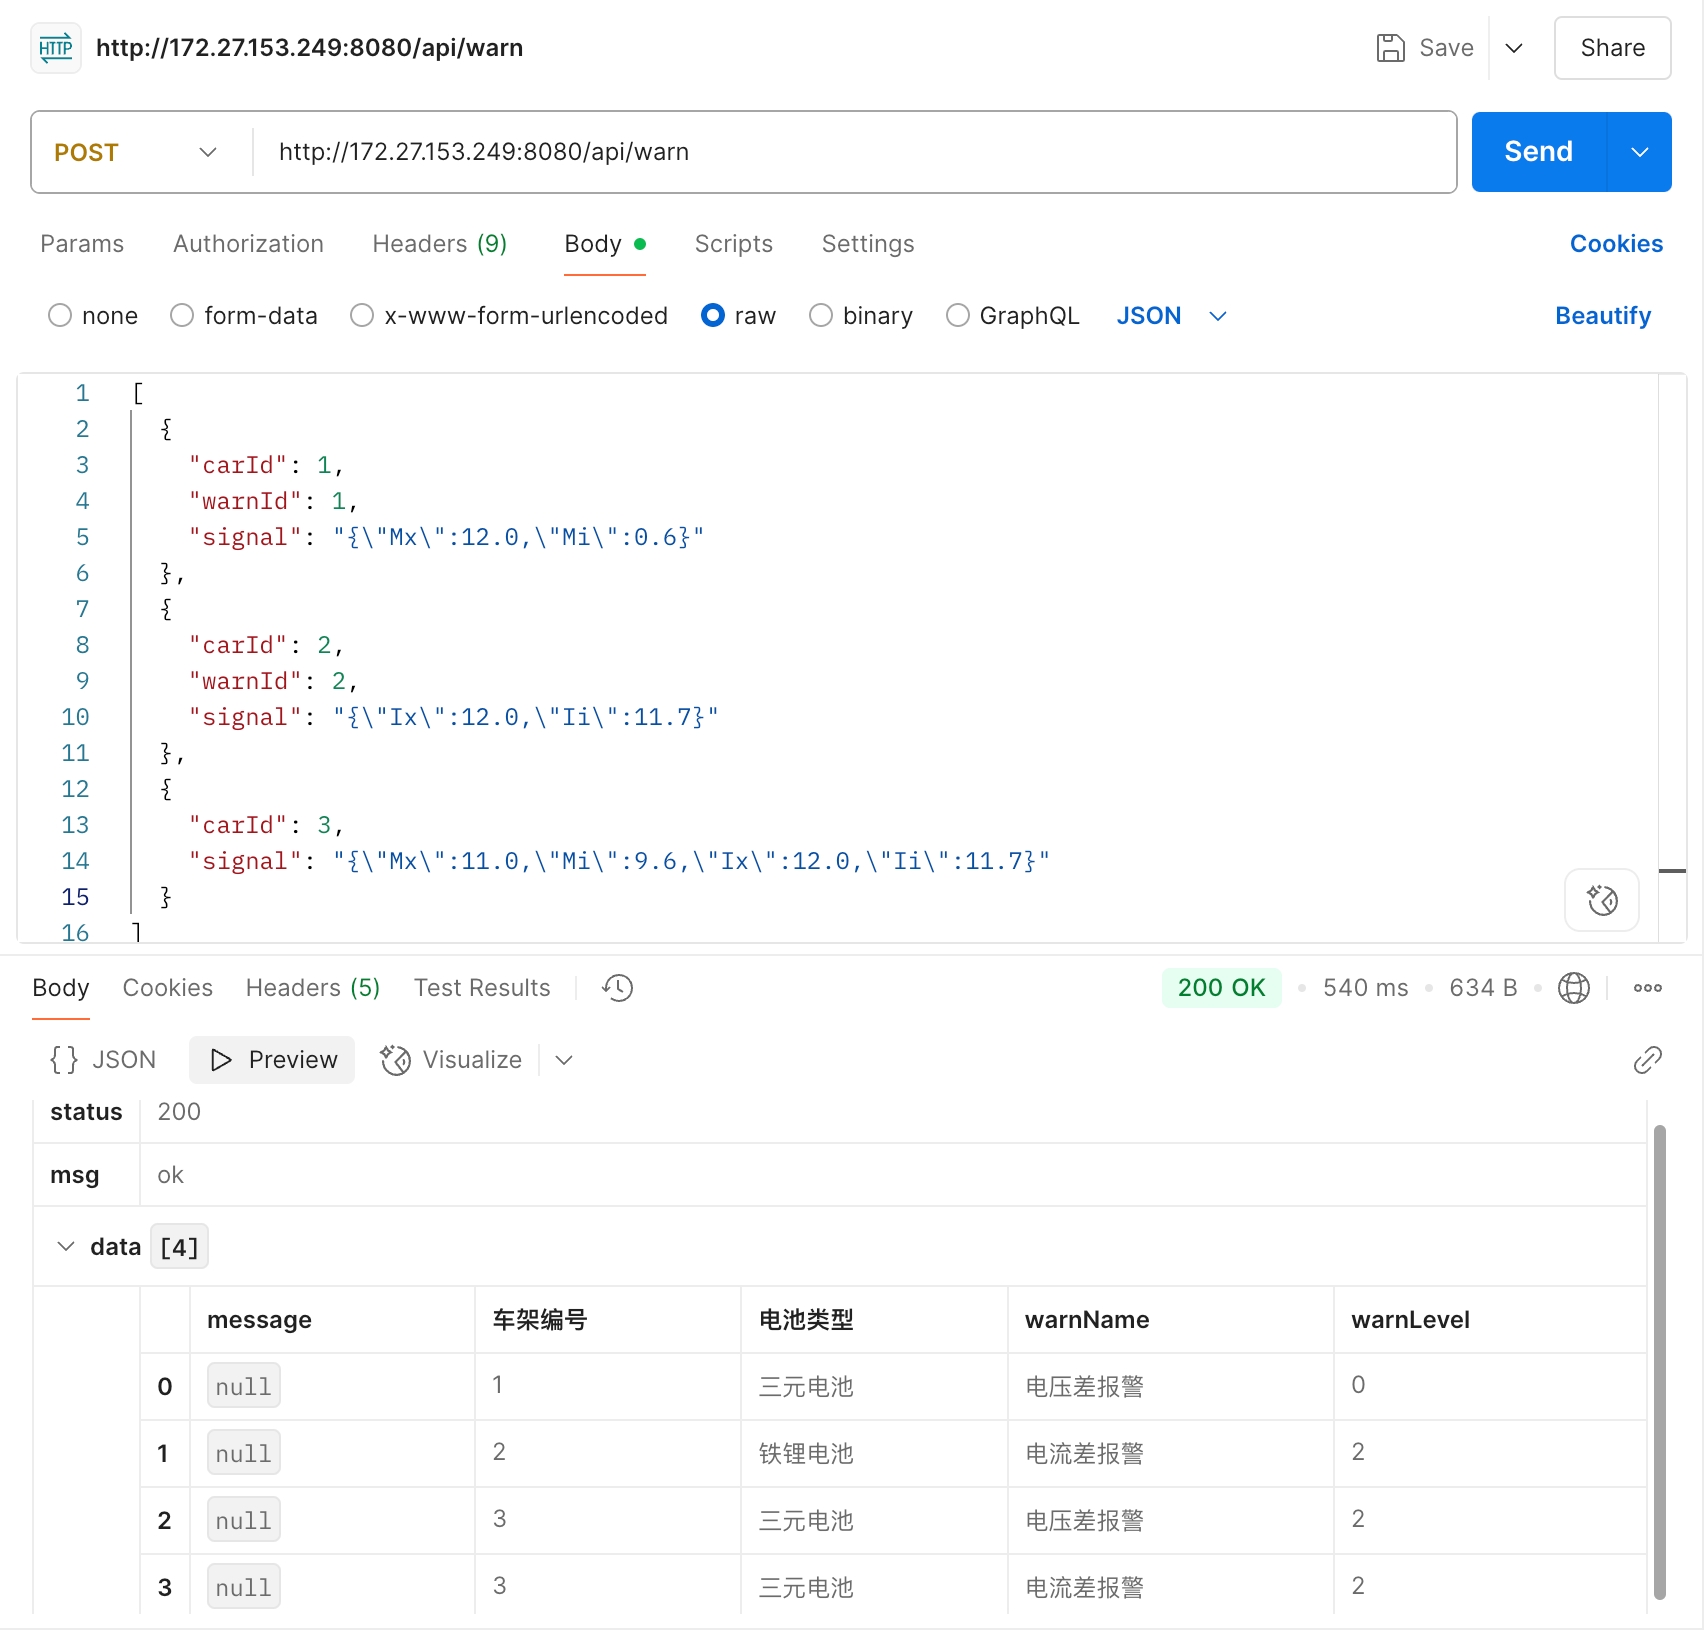 HTTP http://172.27.153.249:8080/api/warn Save Share
POST http://172.27.153.249:8080/api/warn Send
Params Authorization Headers (9) Body Scripts Settings Cookies
none form-data x-www-form-urlencoded raw binary GraphQL JSON Beautify
1 [
2 {
3 "carId": 1,
4 "warnId": 1,
5 "signal": "{\"Mx\":12.0,\"Mi\":0.6}"
6 },
7 {
8 "carId": 2,
9 "warnId": 2,
10 "signal": "{\"Ix\":12.0,\"Ii\":11.7}"
11 },
12 {
13 "carId": 3,
14 "signal": "{\"Mx\":11.0,\"Mi\":9.6,\"Ix\":12.0,\"Ii\":11.7}"
15 }
16 ]
Body Cookies Headers (5) Test Results 200 OK 540 ms 634 B
{} JSON Preview Visualize
status 200
msg ok
data [4]
message 车架编号 电池类型 warnName warnLevel
0 null 1 三元电池 电压差报警 0
1 null 2 铁锂电池 电流差报警 2
2 null 3 三元电池 电压差报警 2
3 null 3 三元电池 电流差报警 2